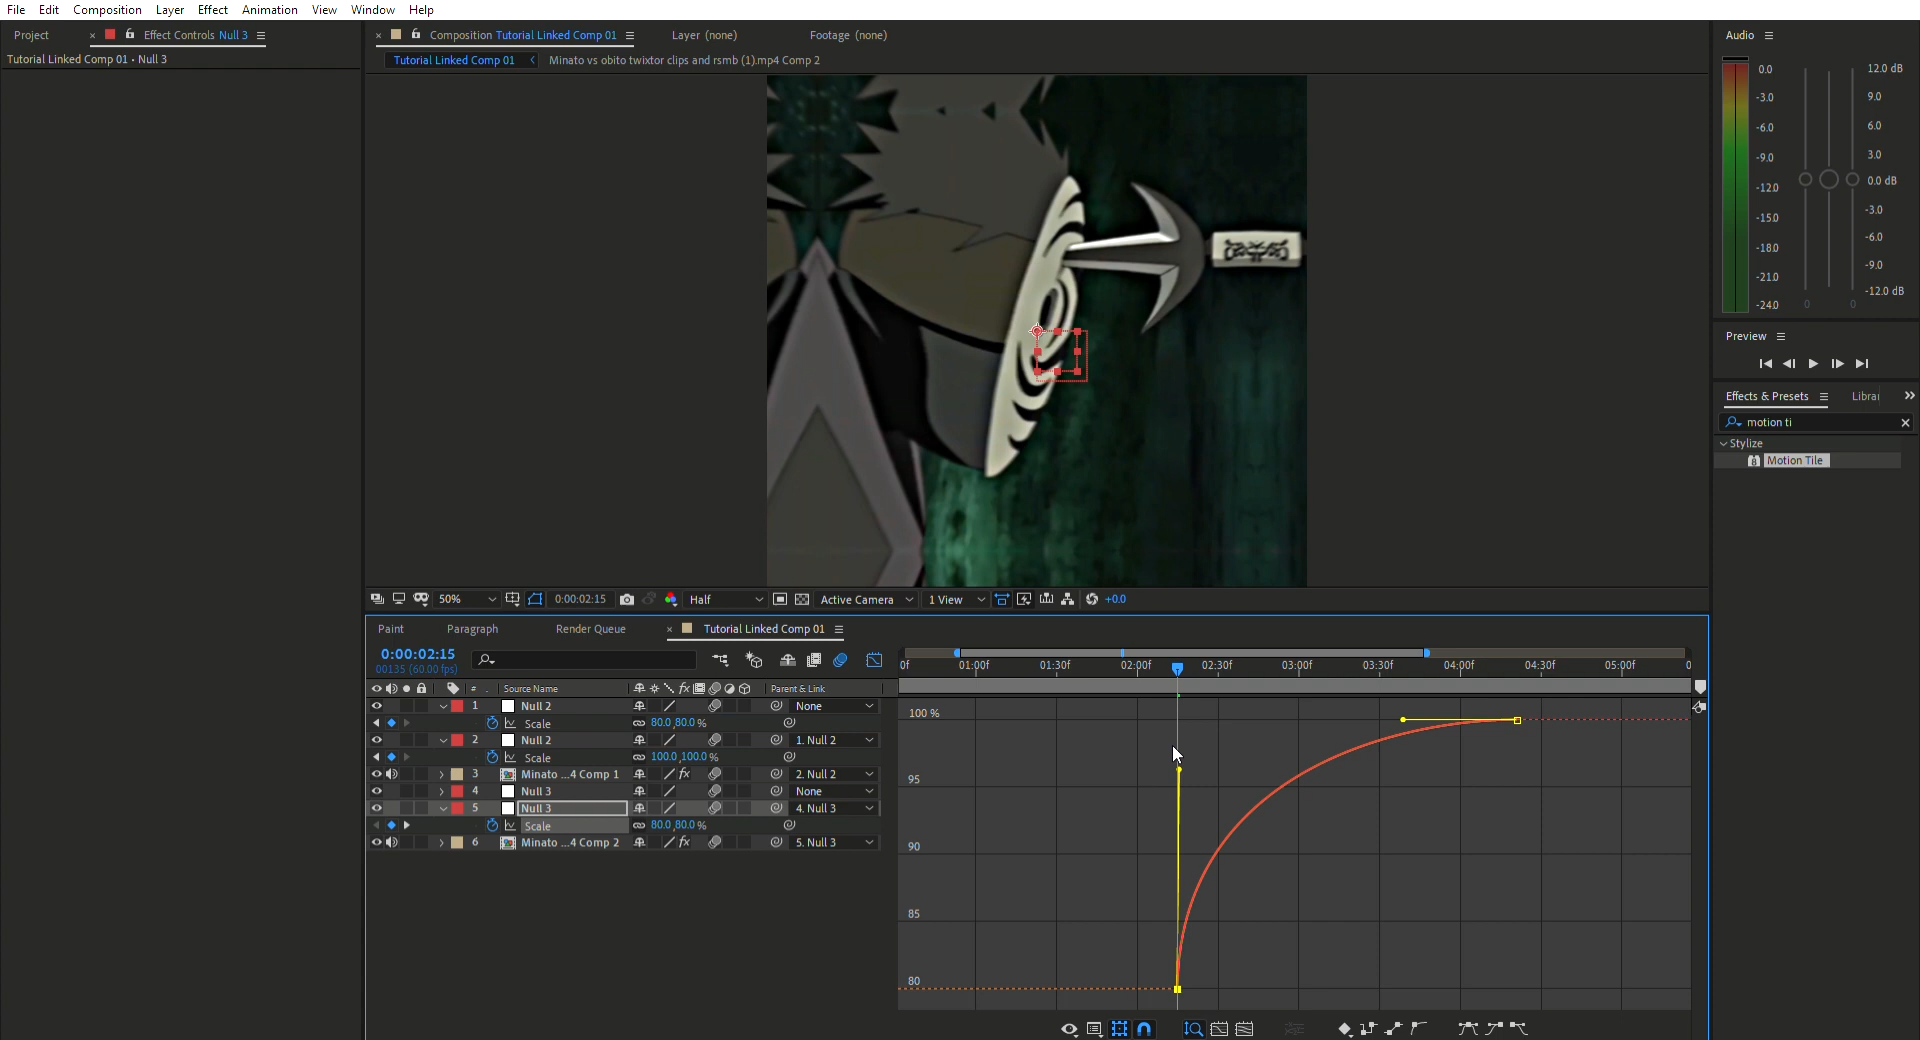 File Edit Composition Layer Effect Animation View Window Help
Project × Effect Controls Null 3
Tutorial Linked Comp 01 • Null 3
× Composition Tutorial Linked Comp 01 Layer (none) Footage (none)
Tutorial Linked Comp 01 < Minato vs obito twixtor clips and rsmb (1).mp4 Comp 2
Audio
0.0 12.0 dB
-3.0 9.0
-6.0 6.0
-9.0 3.0
-12.0 0.0 dB
-15.0 -3.0
-18.0 -6.0
-21.0 -9.0
-24.0 0 0 -12.0 dB
Preview
Effects & Presets Librar
motion ti
Stylize
8 Motion Tile
50% 0:00:02:15 Half Active Camera 1 View +0.0
Paint Paragraph Render Queue × Tutorial Linked Comp 01
0:00:02:15
00135 (60.00 fps)
0f 01:00f 01:30f 02:00f 02:30f 03:00f 03:30f 04:00f 04:30f 05:00f 0
# . Source Name fx Parent & Link
1 Null 2 None
Scale 80.0,80.0 %
2 Null 2 1. Null 2
Scale 100.0,100.0 %
3 Minato ...4 Comp 1 fx 2. Null 2
4 Null 3 None
5 Null 3 4. Null 3
Scale 80.0,80.0 %
6 Minato ...4 Comp 2 fx 5. Null 3
100 %
95
90
85
80